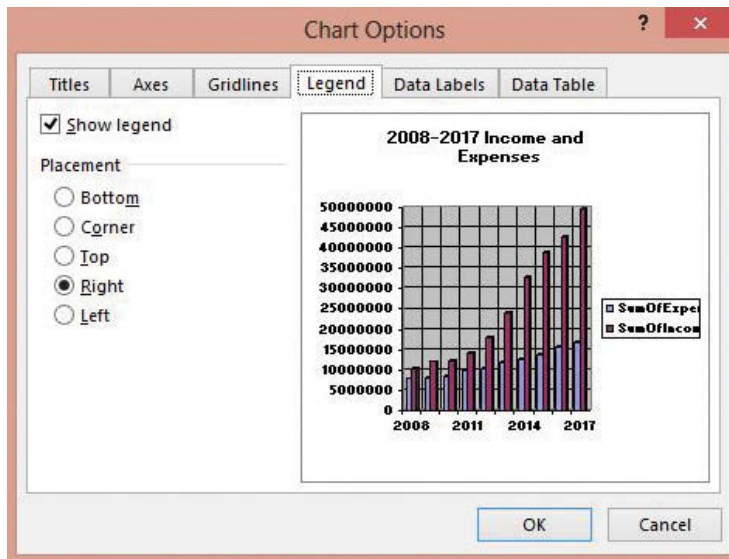 Chart Options
?
Titles Axes Gridlines Legend Data Labels Data Table
Show legend
Placement
Bottom
Corner
Top
Right
Left
2008-2017 Income and
Expenses
50000000
45000000
40000000
35000000
30000000
25000000
20000000
15000000
10000000
5000000
0
2008 2011 2014 2017
SumOfExper
SumOfIncon
OK Cancel